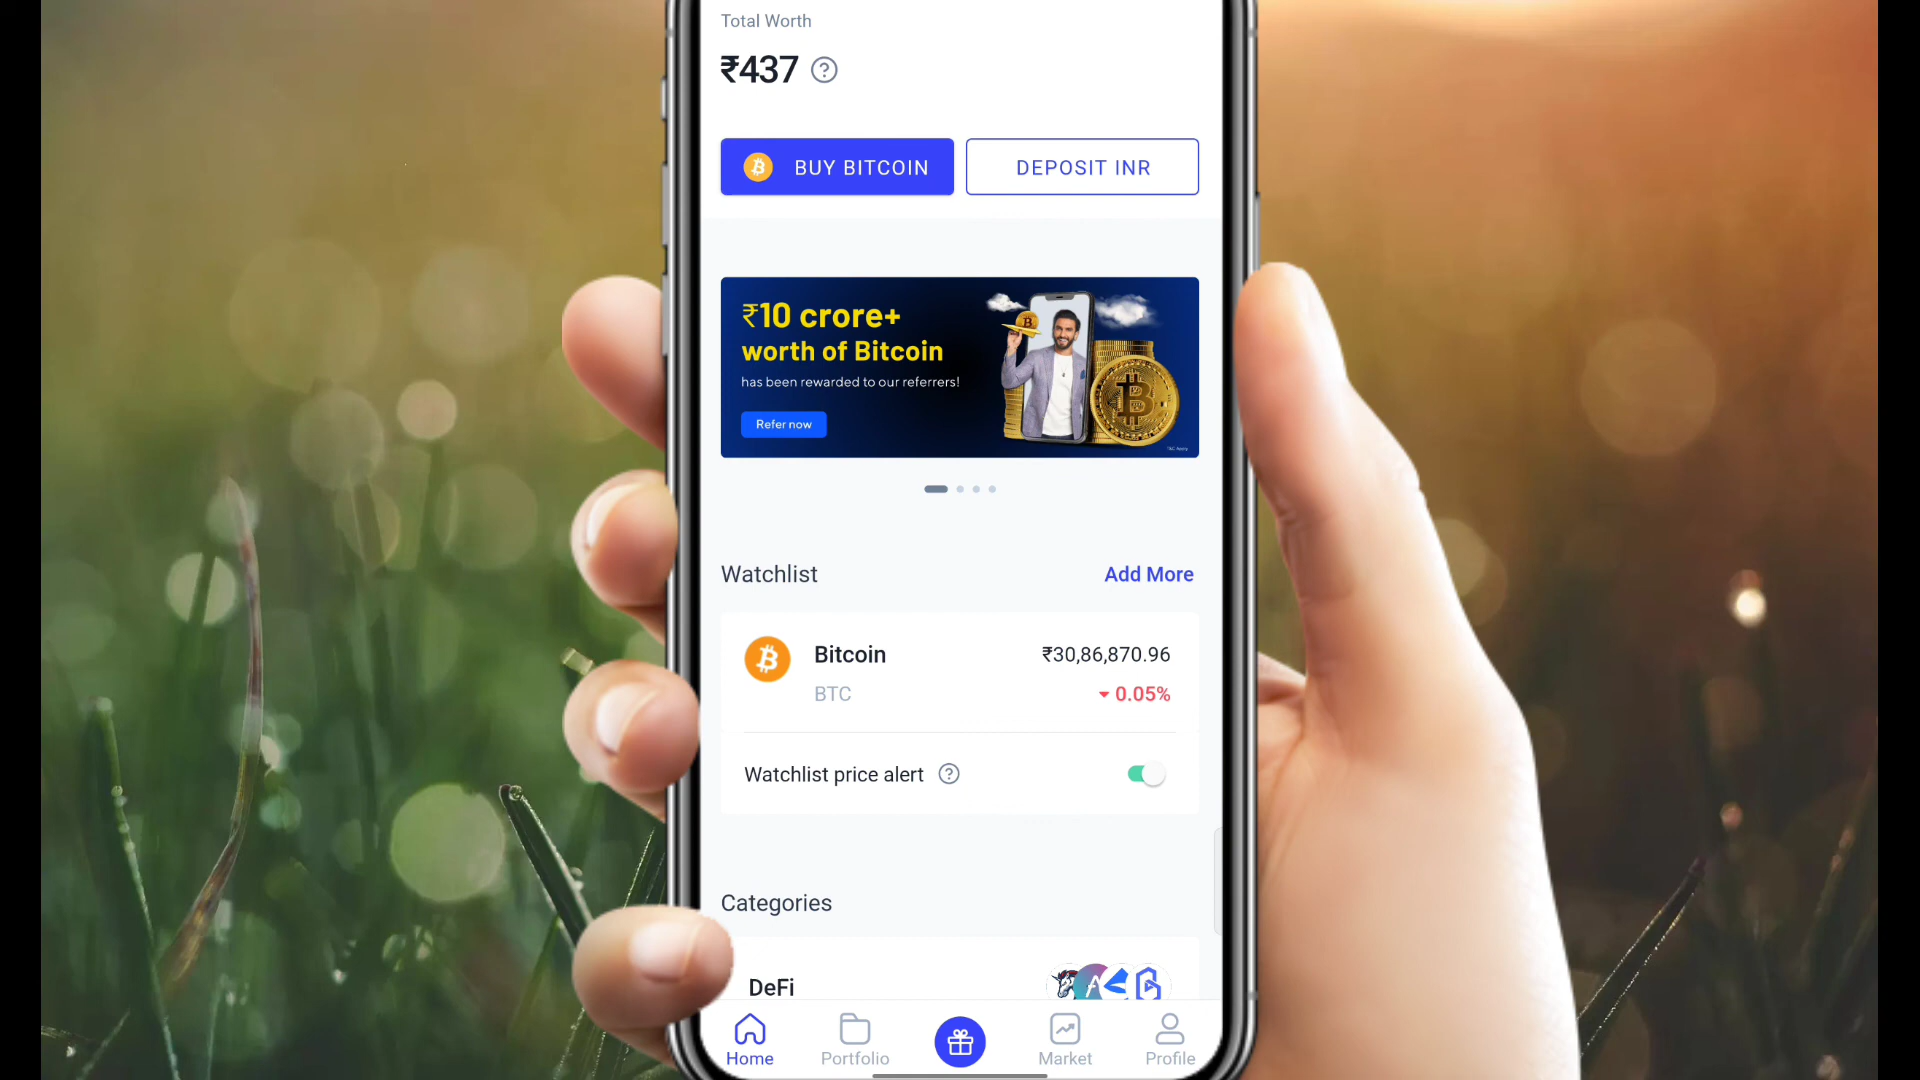 Total Worth
₹437
BUY BITCOIN
DEPOSIT INR
₹10 crore+
worth of Bitcoin
has been rewarded to our referrers!
Refer now
T&C Apply
Watchlist
Add More
Bitcoin
₹30,86,870.96
BTC
0.05%
Watchlist price alert
Categories
DeFi
Home
Portfolio
Market
Profile